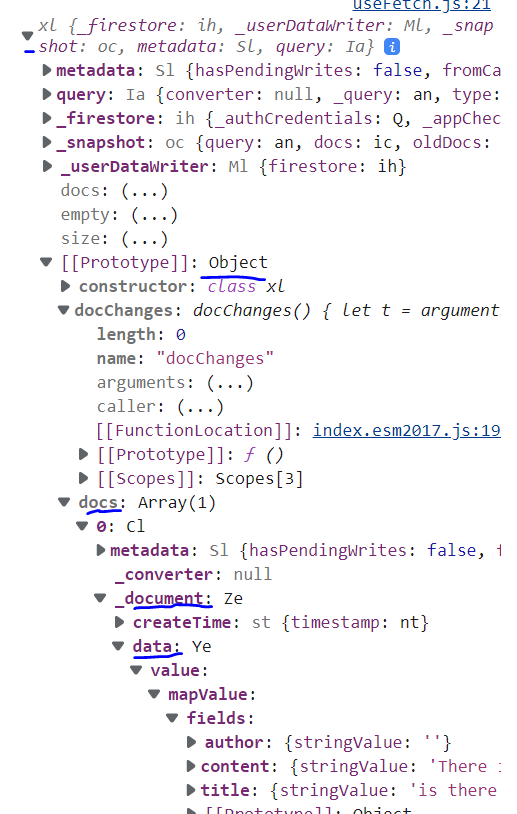 useFetch.js:21
xl {_firestore: ih, _userDataWriter: Ml, _snap
shot: oc, metadata: Sl, query: Ia} i
metadata: Sl {hasPendingWrites: false, fromCa
query: Ia {converter: null, _query: an, type:
_firestore: ih {_authCredentials: Q, _appChec
_snapshot: oc {query: an, docs: ic, oldDocs:
_userDataWriter: Ml {firestore: ih}
docs: (...)
empty: (...)
size: (...)
[[Prototype]]: Object
constructor: class xl
docChanges: docChanges() { let t = argument
length: 0
name: "docChanges"
arguments: (...)
caller: (...)
[[FunctionLocation]]: index.esm2017.js:19
[[Prototype]]: ƒ ()
[[Scopes]]: Scopes[3]
docs: Array(1)
0: Cl
metadata: Sl {hasPendingWrites: false, f
_converter: null
_document: Ze
createTime: st {timestamp: nt}
data: Ye
value:
mapValue:
fields:
author: {stringValue: ''}
content: {stringValue: 'There i
title: {stringValue: 'is there
[[Prototype]]: Object